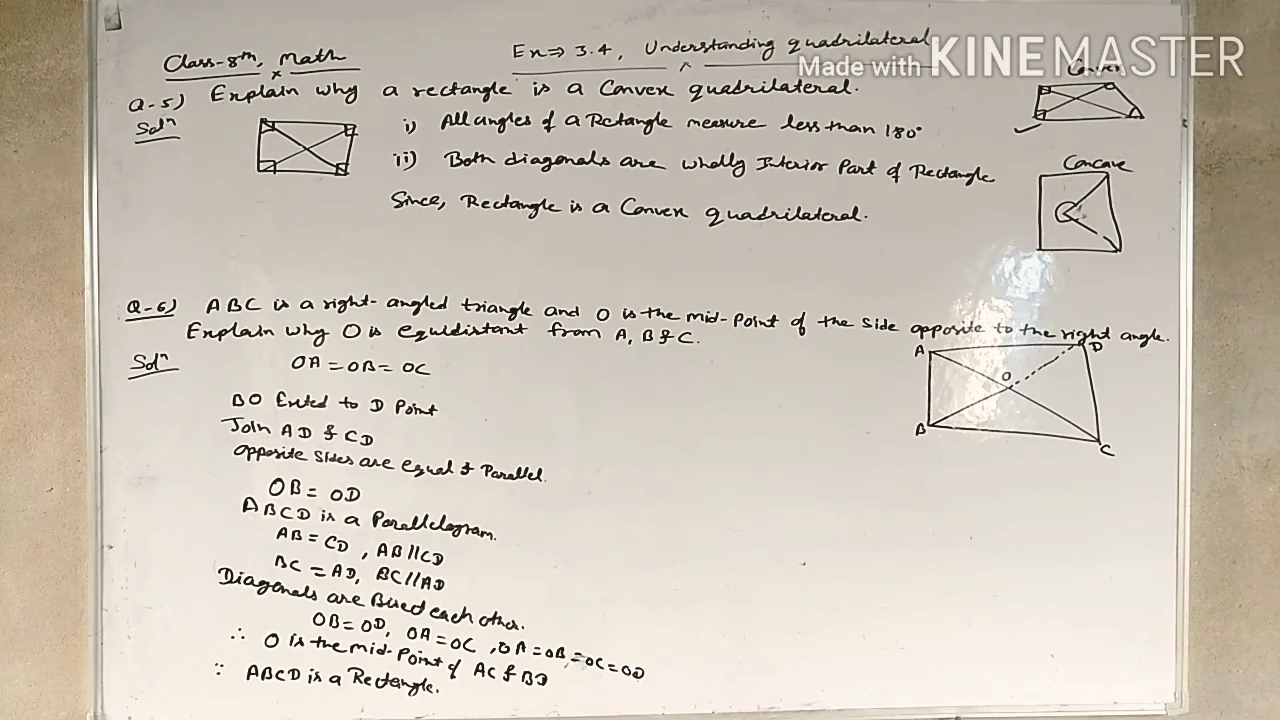 Class-8th, Math
Ex⇒ 3.4, Understanding quadrilateral
Made with KINEMASTER
Q-5) Explain why a rectangle is a Convex quadrilateral.
Convex
Solⁿ
i) All angles of a Rctangle measure less than 180°
ii) Both diagonals are wholly Interior Part of Rectangle
Since, Rectangle is a Convex quadrilateral.
Concave
Q-6) ABC is a right-angled triangle and O is the mid-Point of the side opposite to the right angle.
Explain why O is equidistant from A, B & C.
Solⁿ
OA = OB = OC
A
D
O
B
C
BO Exted to D Point
Join AD & CD
opposite sides are equal & Parallel.
OB = OD
ABCD is a Parallelogram.
AB = CD, AB//CD
BC = AD, BC//AD
Diagonals are Bisect each other.
OB = OD, OA = OC, OA = OB = OC = OD
∴ O is the mid-Point of AC & BD
∵ ABCD is a Rectangle.